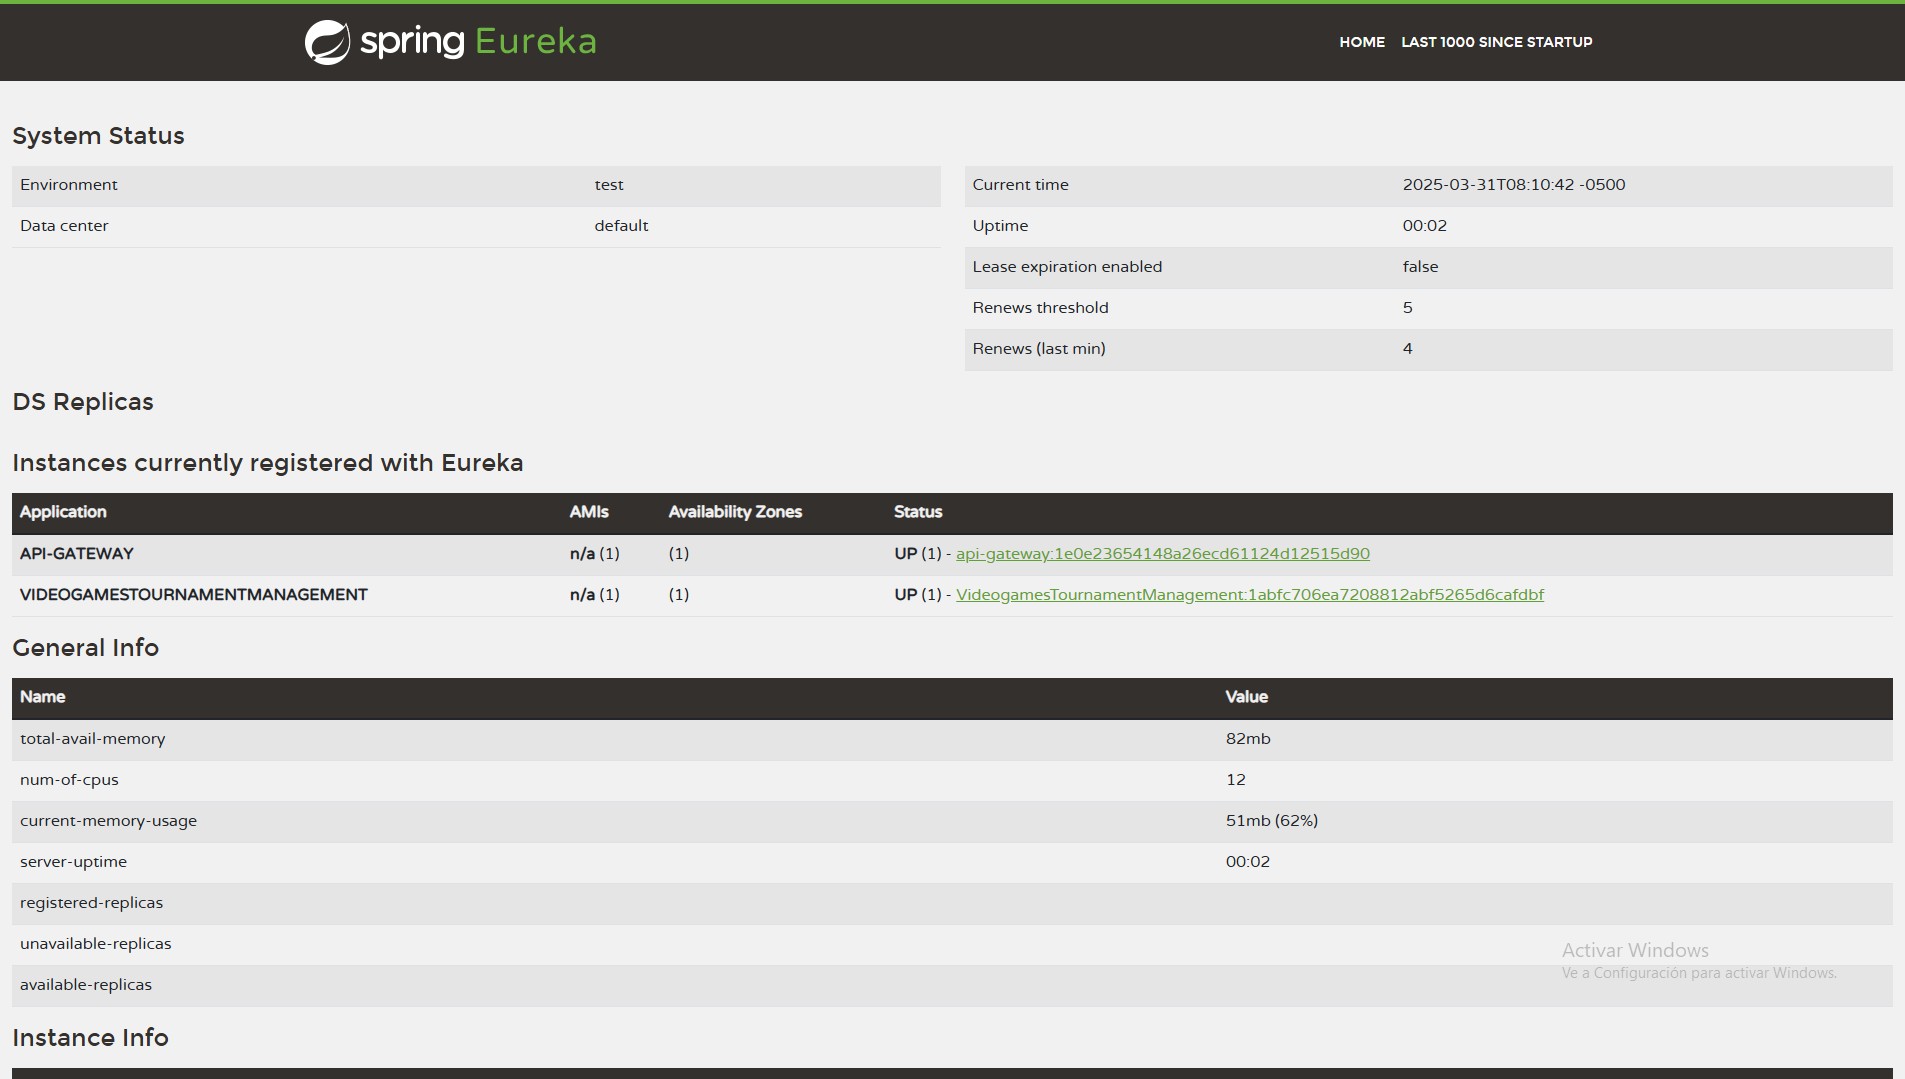 spring Eureka
HOME LAST 1000 SINCE STARTUP
System Status
Environment test
Data center default
Current time 2025-03-31T08:10:42 -0500
Uptime 00:02
Lease expiration enabled false
Renews threshold 5
Renews (last min) 4
DS Replicas
Instances currently registered with Eureka
Application AMIs Availability Zones Status
API-GATEWAY n/a (1) (1) UP (1) - api-gateway:1e0e23654148a26ecd61124d12515d90
VIDEOGAMESTOURNAMENTMANAGEMENT n/a (1) (1) UP (1) - VideogamesTournamentManagement:1abfc706ea7208812abf5265d6cafdbf
General Info
Name Value
total-avail-memory 82mb
num-of-cpus 12
current-memory-usage 51mb (62%)
server-uptime 00:02
registered-replicas
unavailable-replicas
available-replicas
Activar Windows
Ve a Configuración para activar Windows.
Instance Info